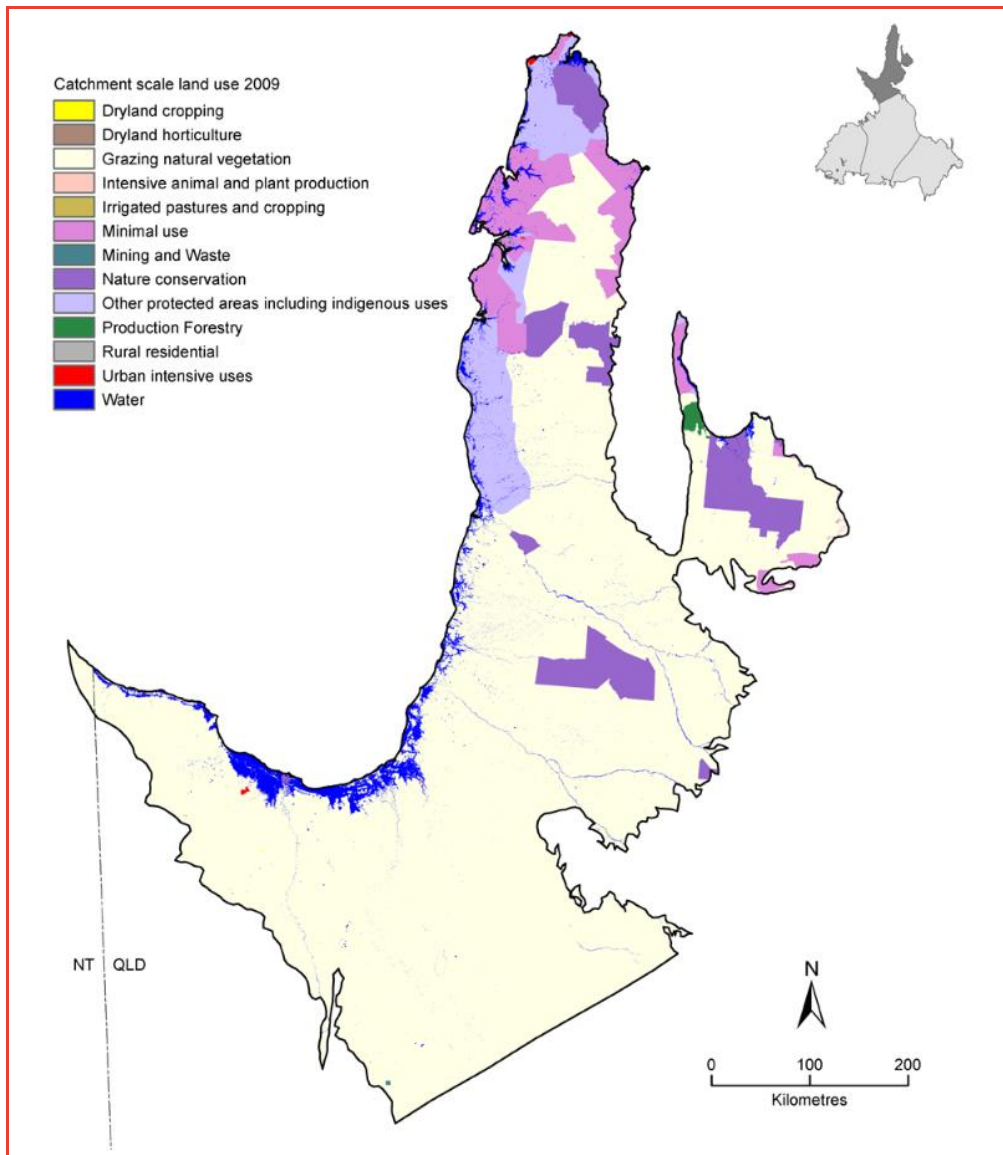 Catchment scale land use 2009
Dryland cropping
Dryland horticulture
Grazing natural vegetation
Intensive animal and plant production
Irrigated pastures and cropping
Minimal use
Mining and Waste
Nature conservation
Other protected areas including indigenous uses
Production Forestry
Rural residential
Urban intensive uses
Water
NT QLD
N
0 100 200
Kilometres